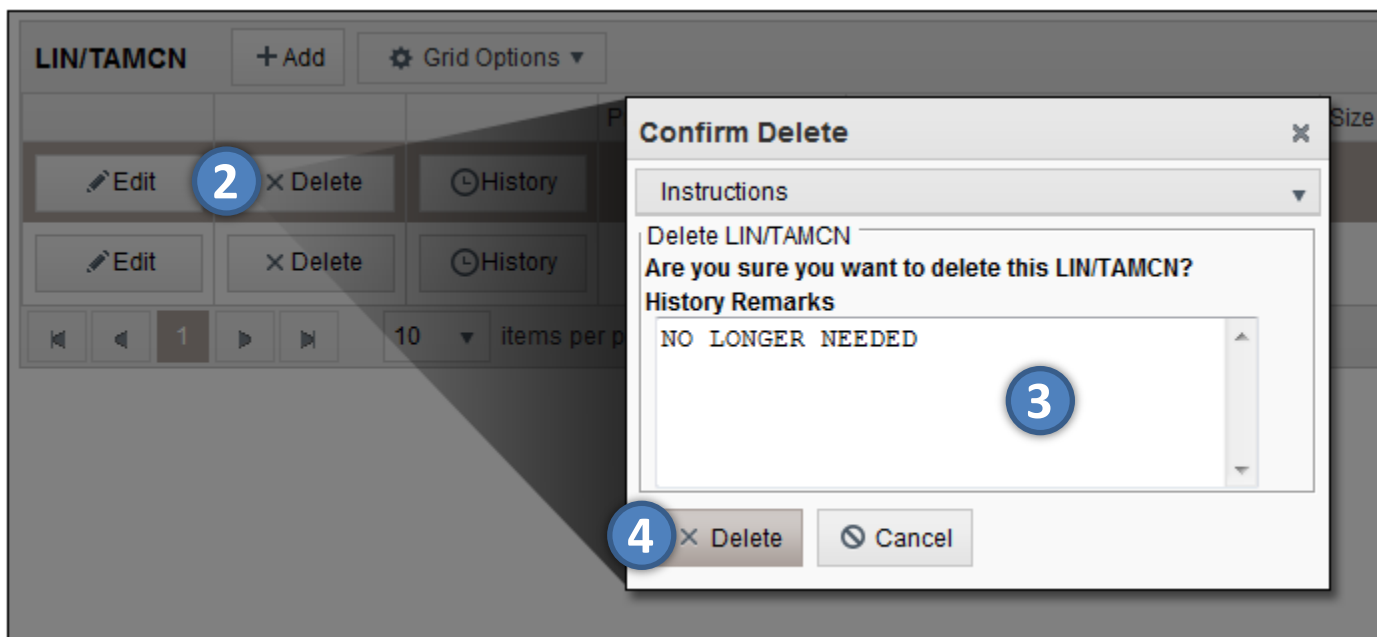 LIN/TAMCN + Add Grid Options
P Size
Edit 2 × Delete History
Edit × Delete History
1 10 items per p
Confirm Delete
Instructions
Delete LIN/TAMCN
Are you sure you want to delete this LIN/TAMCN?
History Remarks
NO LONGER NEEDED
3
4 × Delete Cancel